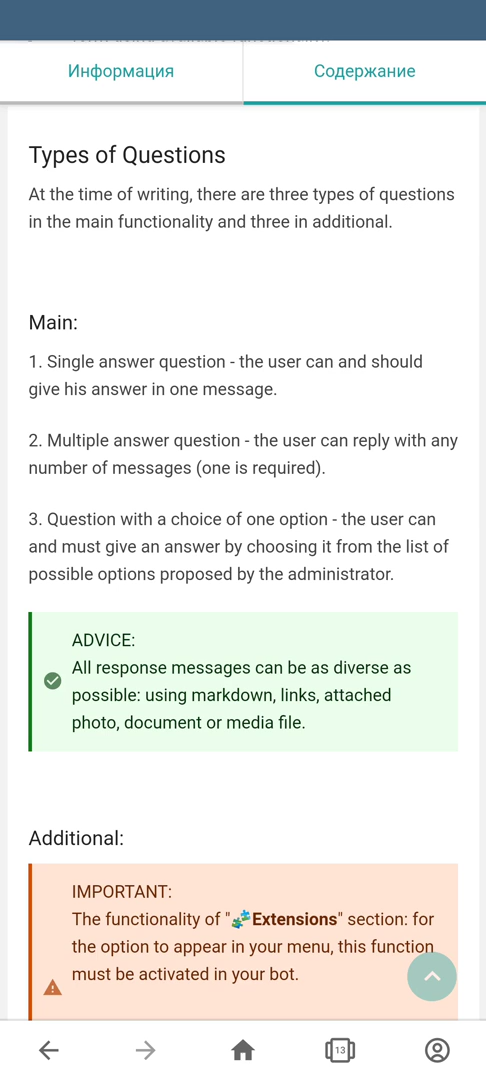 Информация
Содержание
Types of Questions
At the time of writing, there are three types of questions
in the main functionality and three in additional.
Main:
1. Single answer question - the user can and should
give his answer in one message.
2. Multiple answer question - the user can reply with any
number of messages (one is required).
3. Question with a choice of one option - the user can
and must give an answer by choosing it from the list of
possible options proposed by the administrator.
ADVICE:
All response messages can be as diverse as
possible: using markdown, links, attached
photo, document or media file.
Additional:
IMPORTANT:
The functionality of "🧩Extensions" section: for
the option to appear in your menu, this function
must be activated in your bot.
13